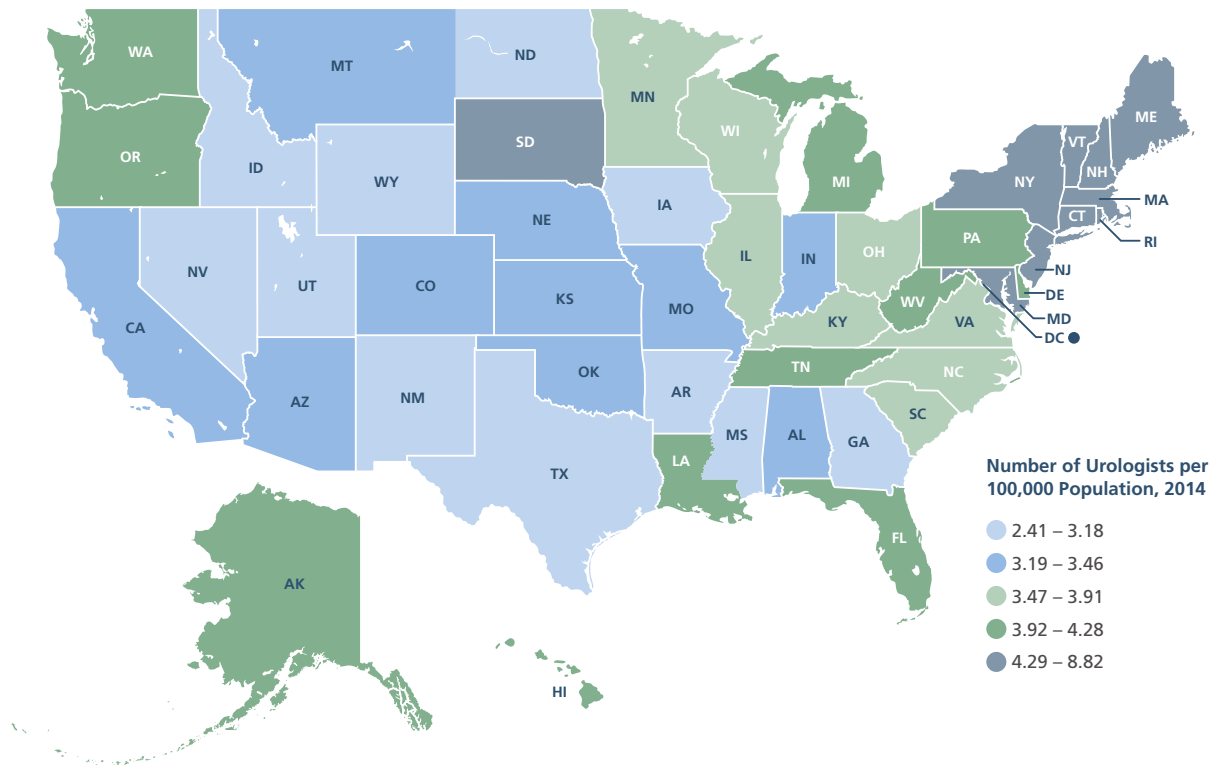 WA
MT
ND
MN
OR
ID
SD
WI
WY
MI
NY
VT
NH
ME
MA
CT
RI
NE
IA
PA
NV
UT
CO
IL
IN
OH
NJ
DE
CA
KS
MO
KY
WV
VA
MD
DC
AZ
NM
OK
AR
TN
NC
SC
TX
LA
MS
AL
GA
FL
AK
HI
Number of Urologists per
100,000 Population, 2014
2.41 – 3.18
3.19 – 3.46
3.47 – 3.91
3.92 – 4.28
4.29 – 8.82